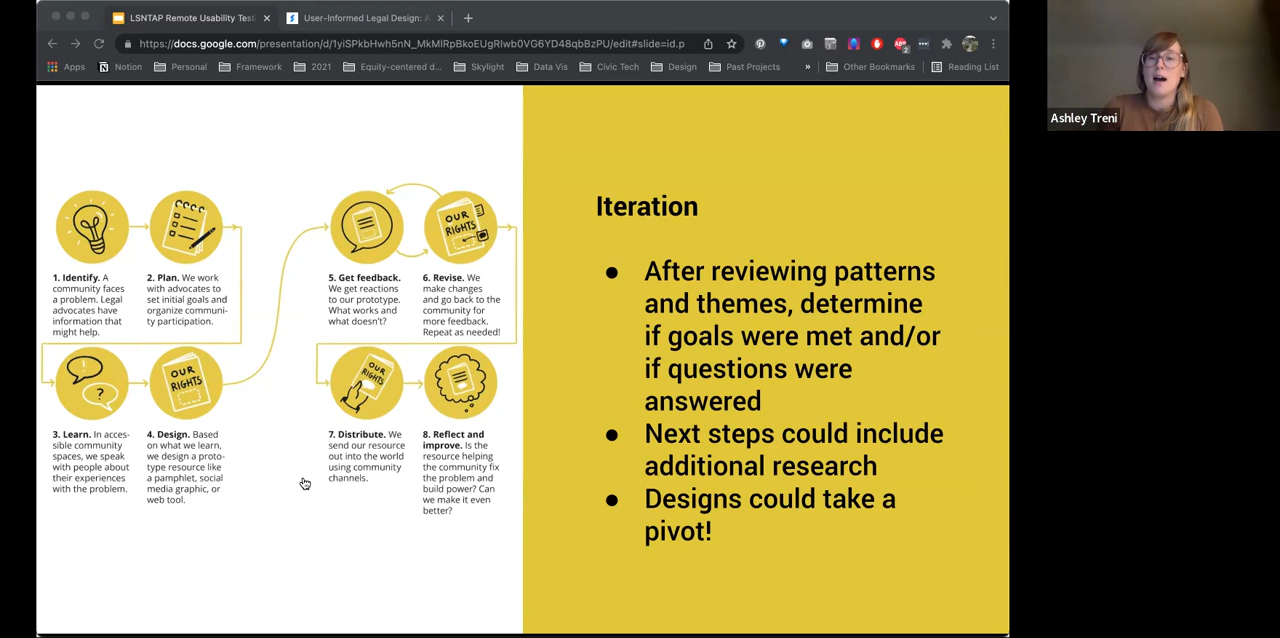 LSNTAP Remote Usability Test
User-Informed Legal Design: A
https://docs.google.com/presentation/d/1yiSPkbHwh5nN_MkMlRpBkoEUgRIwb0VG6YD48qbBzPU/edit#slide=id.p
Apps
Notion
Personal
Framework
2021
Equity-centered d...
Skylight
Data Vis
Civic Tech
Design
Past Projects
»
Other Bookmarks
Reading List
Ashley Treni
OUR
RIGHTS
1. Identify. A
community faces
a problem. Legal
advocates have
information that
might help.
2. Plan. We work
with advocates to
set initial goals and
organize communi-
ty participation.
5. Get feedback.
We get reactions
to our prototype.
What works and
what doesn't?
6. Revise. We
make changes
and go back to the
community for
more feedback.
Repeat as needed!
!
?
OUR
RIGHTS
OUR
RIGHTS
3. Learn. In acces-
sible community
spaces, we speak
with people about
their experiences
with the problem.
4. Design. Based
on what we learn,
we design a proto-
type resource like
a pamphlet, social
media graphic, or
web tool.
7. Distribute. We
send our resource
out into the world
using community
channels.
8. Reflect and
improve. Is the
resource helping
the community fix
the problem and
build power? Can
we make it even
better?
Iteration
● After reviewing patterns
and themes, determine
if goals were met and/or
if questions were
answered
● Next steps could include
additional research
● Designs could take a
pivot!